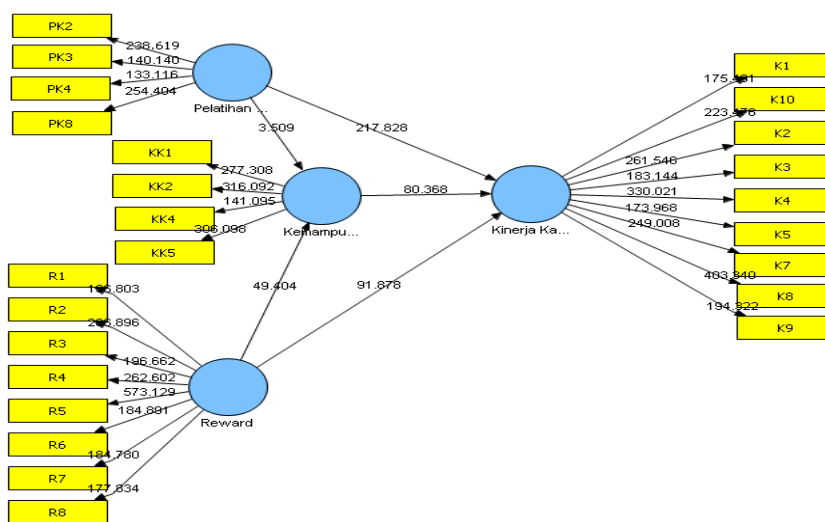 PK2
PK3
PK4
PK8
238.619
140.140
133.116
254.404
Pelatihan ...
3.509
217.828
KK1
KK2
KK4
KK5
277.308
316.092
141.095
306.098
Kemampu...
80.368
Kinerja Ka...
49.404
91.878
R1
R2
R3
R4
R5
R6
R7
R8
196.662
262.602
573.129
184.891
184.780
177.834
Reward
K1
K10
K2
K3
K4
K5
K7
K8
K9
223.478
261.546
183.144
330.021
173.968
249.008
403.340
194.322